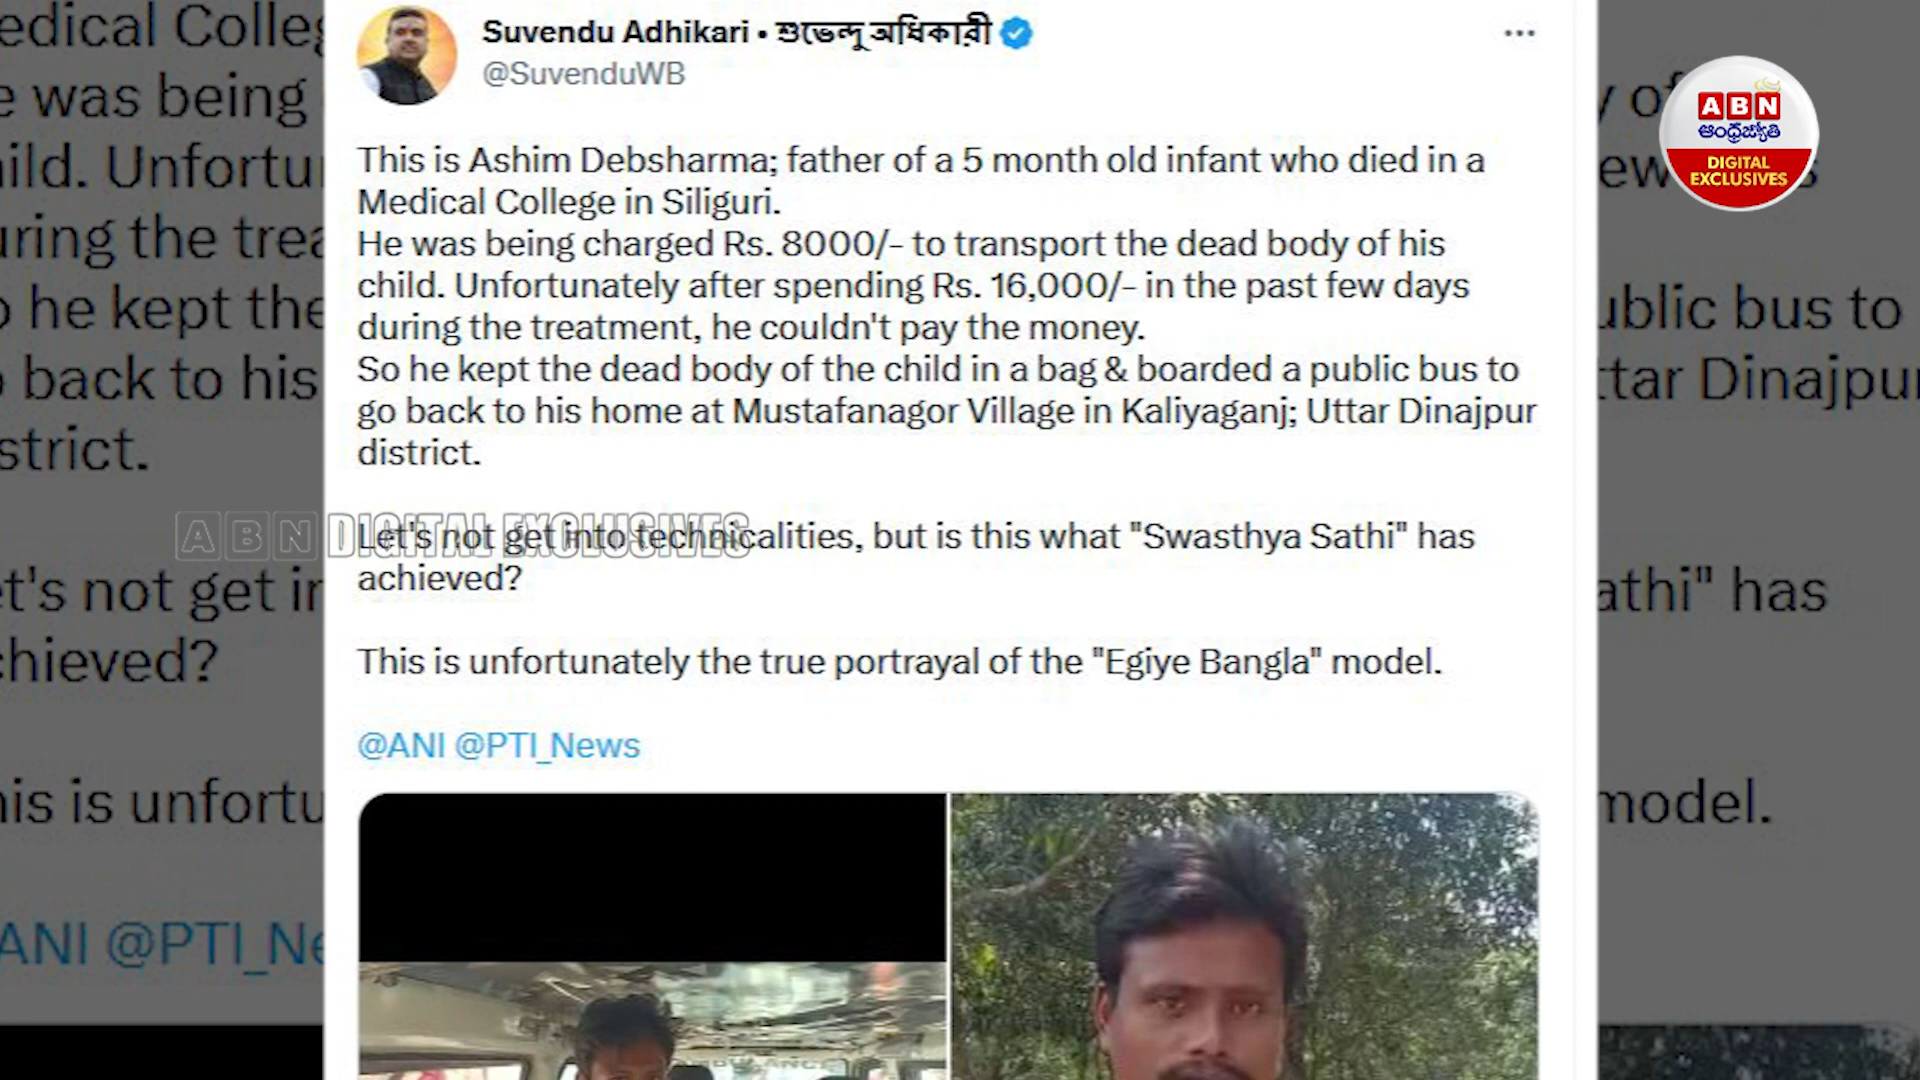 Suvendu Adhikari • শুভেন্দু অধিকারী
@SuvenduWB
This is Ashim Debsharma; father of a 5 month old infant who died in a
Medical College in Siliguri.
He was being charged Rs. 8000/- to transport the dead body of his
child. Unfortunately after spending Rs. 16,000/- in the past few days
during the treatment, he couldn't pay the money.
So he kept the dead body of the child in a bag & boarded a public bus to
go back to his home at Mustafanagor Village in Kaliyaganj; Uttar Dinajpur
district.
Let's not get into technicalities, but is this what "Swasthya Sathi" has
achieved?
This is unfortunately the true portrayal of the "Egiye Bangla" model.
@ANI @PTI_News
ABN DIGITAL EXCLUSIVES
ABN
ఆంధ్రజ్యోతి
DIGITAL
EXCLUSIVES